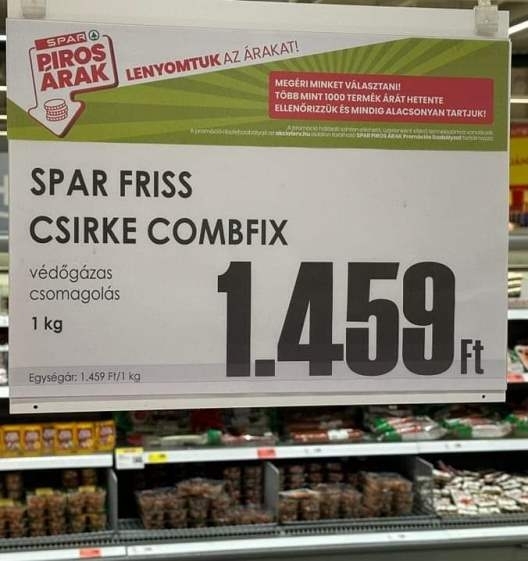 SPAR
PIROS
ÁRAK
LENYOMTUK AZ ÁRAKAT!
MEGÉRI MINKET VÁLASZTANI!
TÖBB MINT 1000 TERMÉK ÁRÁT HETENTE
ELLENŐRIZZÜK ÉS MINDIG ALACSONYAN TARTJUK!
SPAR FRISS
CSIRKE COMBFIX
védőgázas
csomagolás
1 kg
1.459 Ft
Egységár: 1.459 Ft/1 kg